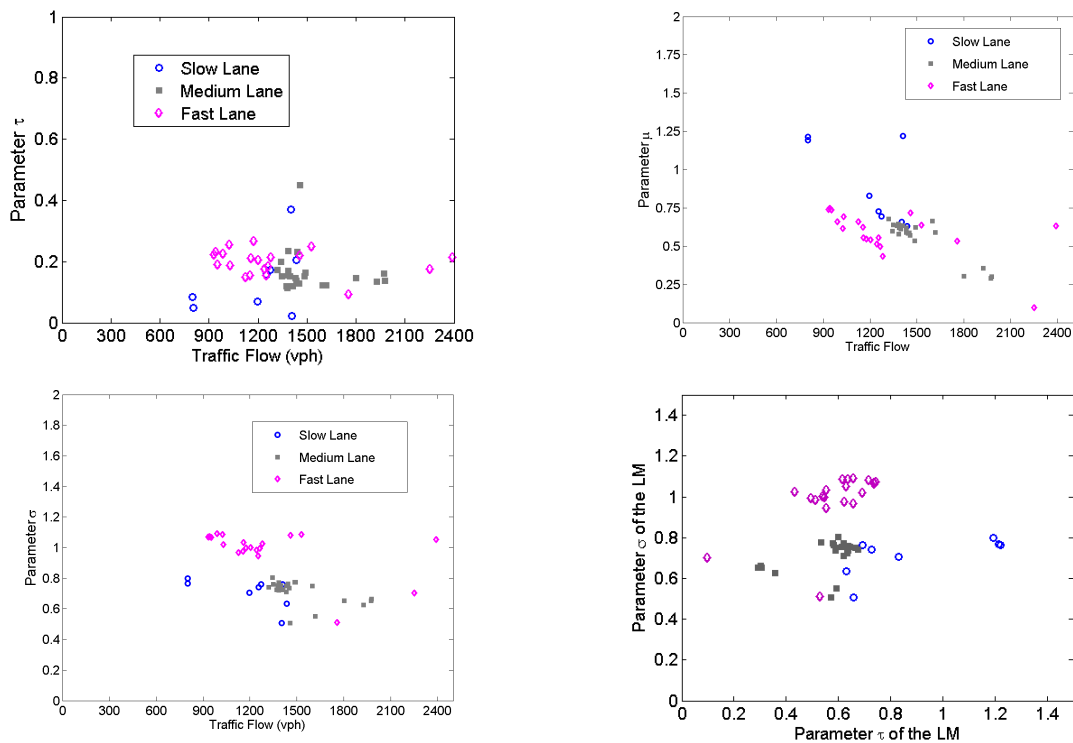 1
0.8
0.6
0.4
0.2
0
Parameter τ
Slow Lane
Medium Lane
Fast Lane
0 300 600 900 1200 1500 1800 2100 2400
Traffic Flow (vph)
2
1.75
1.5
1.25
1
0.75
0.5
0.25
0
Parameter μ
Slow Lane
Medium Lane
Fast Lane
0 300 600 900 1200 1500 1800 2100 2400
Traffic Flow
2
1.8
1.6
1.4
1.2
1
0.8
0.6
0.4
0.2
0
Parameter σ
Slow Lane
Medium Lane
Fast Lane
0 300 600 900 1200 1500 1800 2100 2400
Traffic Flow (vph)
1.4
1.2
1
0.8
0.6
0.4
0.2
0
Parameter σ of the LM
0 0.2 0.4 0.6 0.8 1 1.2 1.4
Parameter τ of the LM